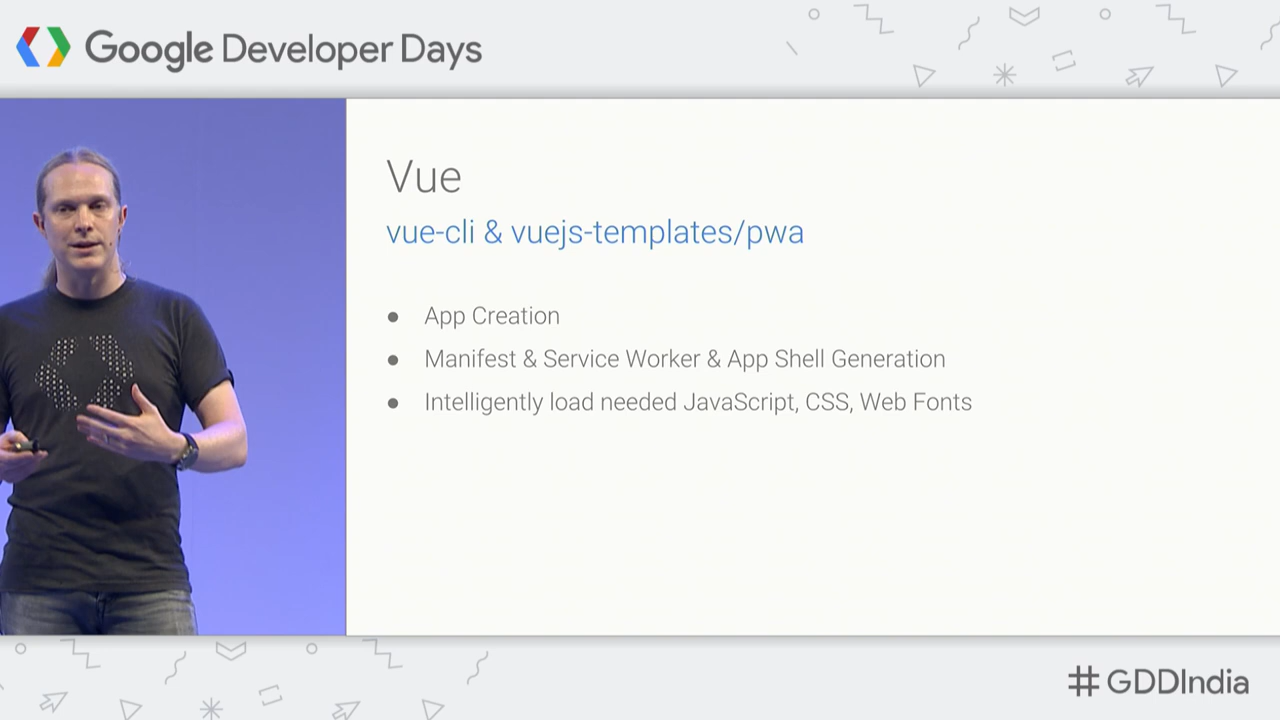 Google Developer Days
Vue
vue-cli & vuejs-templates/pwa
● App Creation
● Manifest & Service Worker & App Shell Generation
● Intelligently load needed JavaScript, CSS, Web Fonts
#GDDIndia